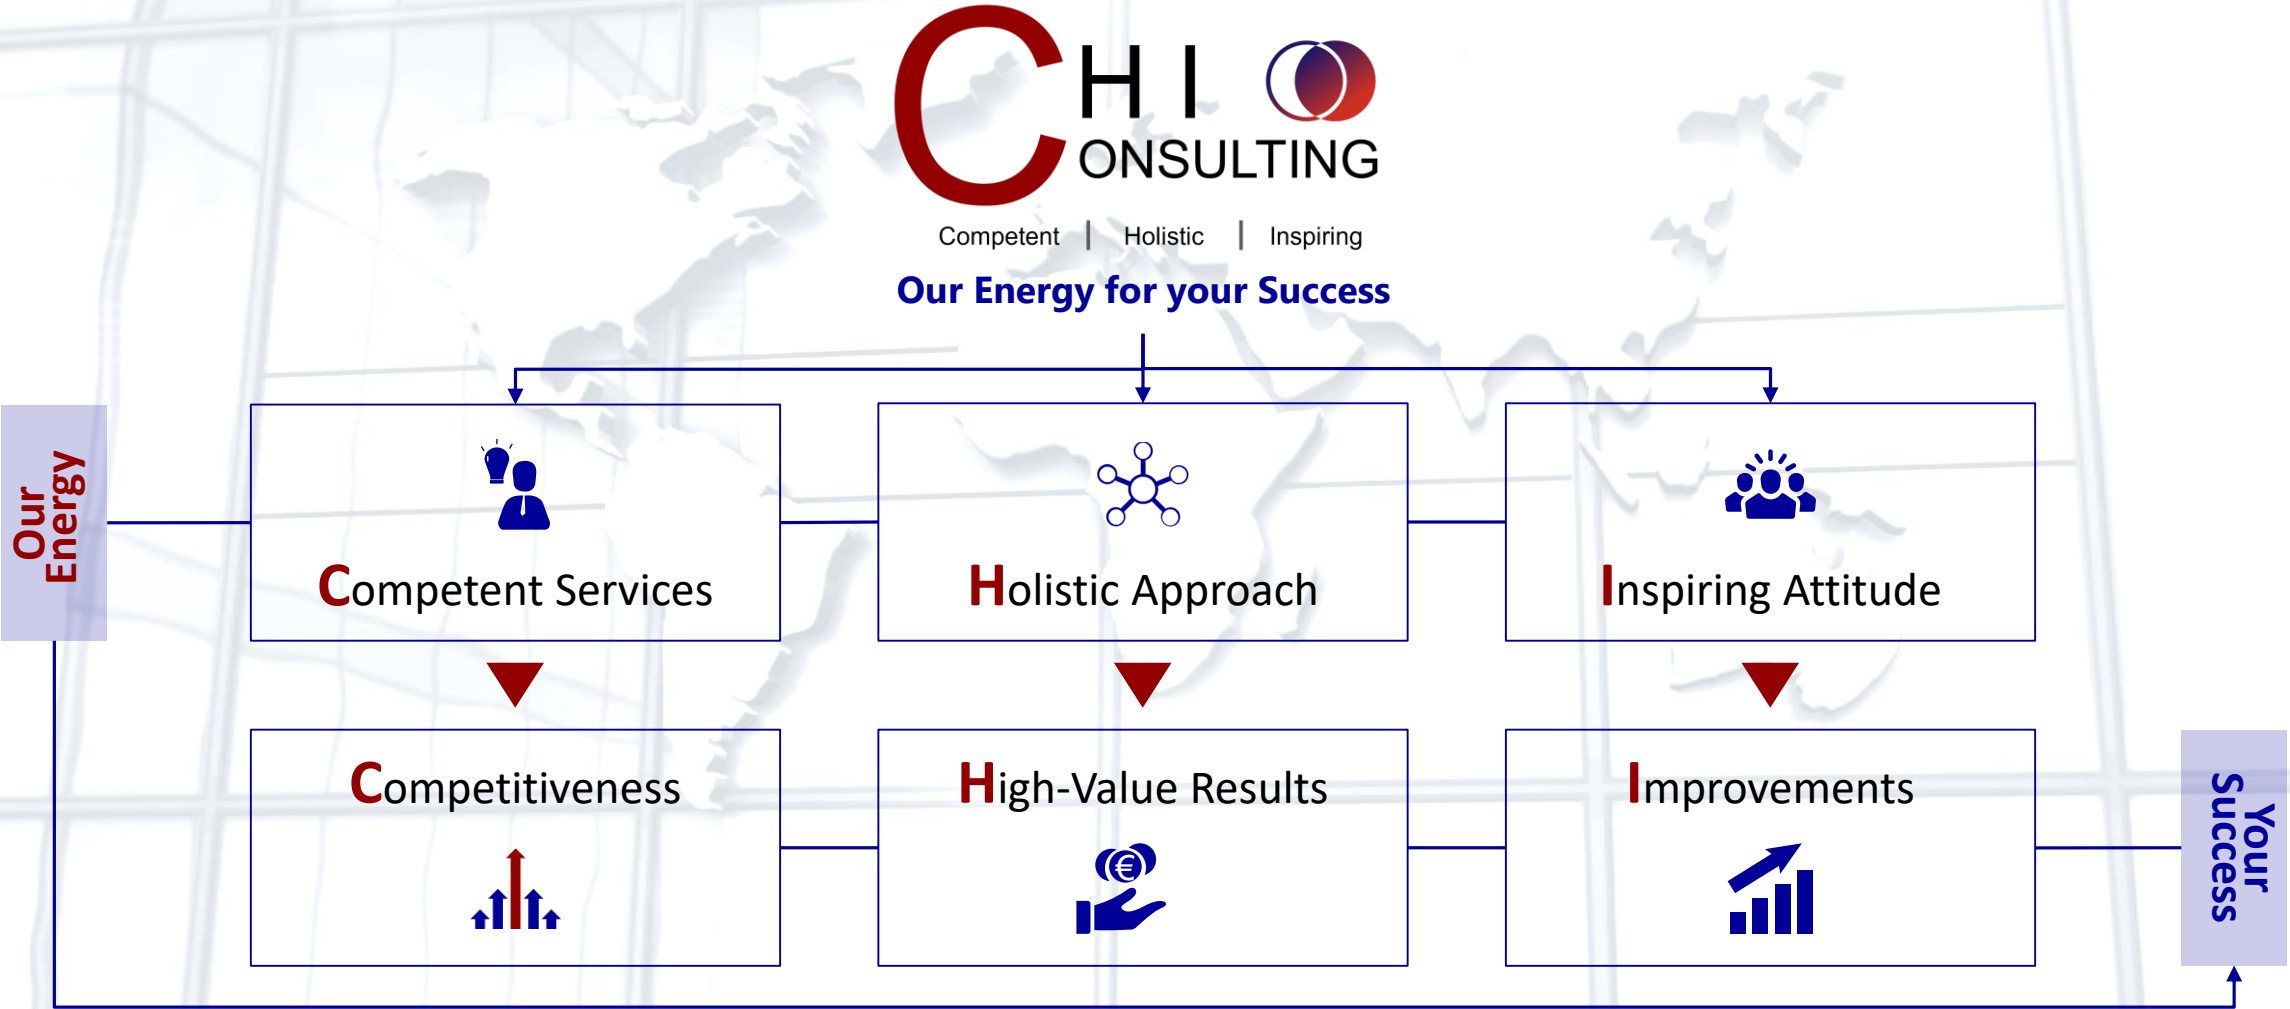 CHI
CONSULTING
Competent | Holistic | Inspiring
Our Energy for your Success
Our
Energy
Competent Services
Holistic Approach
Inspiring Attitude
Competitiveness
High-Value Results
Improvements
€
Your
Success